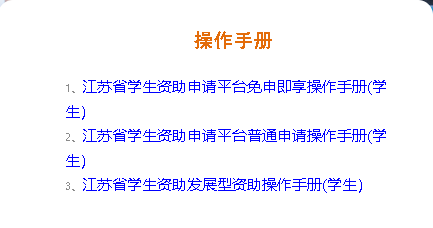 操作手册
1、江苏省学生资助申请平台免申即享操作手册(学
生)
2、江苏省学生资助申请平台普通申请操作手册(学
生)
3、江苏省学生资助发展型资助操作手册(学生)